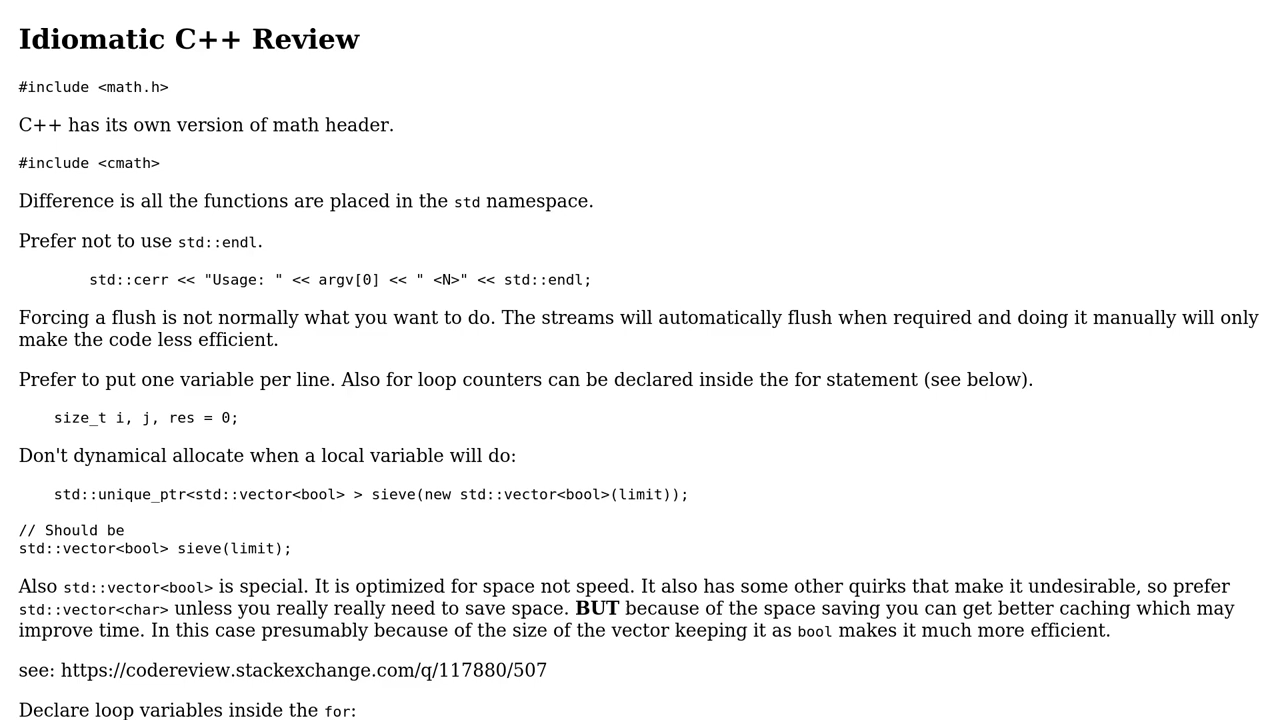 Idiomatic C++ Review
#include <math.h>
C++ has its own version of math header.
#include <cmath>
Difference is all the functions are placed in the std namespace.
Prefer not to use std::endl.
        std::cerr << "Usage: " << argv[0] << " <N>" << std::endl;
Forcing a flush is not normally what you want to do. The streams will automatically flush when required and doing it manually will only
make the code less efficient.
Prefer to put one variable per line. Also for loop counters can be declared inside the for statement (see below).
    size_t i, j, res = 0;
Don't dynamical allocate when a local variable will do:
    std::unique_ptr<std::vector<bool> > sieve(new std::vector<bool>(limit));
// Should be
std::vector<bool> sieve(limit);
Also std::vector<bool> is special. It is optimized for space not speed. It also has some other quirks that make it undesirable, so prefer
std::vector<char> unless you really really need to save space. BUT because of the space saving you can get better caching which may
improve time. In this case presumably because of the size of the vector keeping it as bool makes it much more efficient.
see: https://codereview.stackexchange.com/q/117880/507
Declare loop variables inside the for: